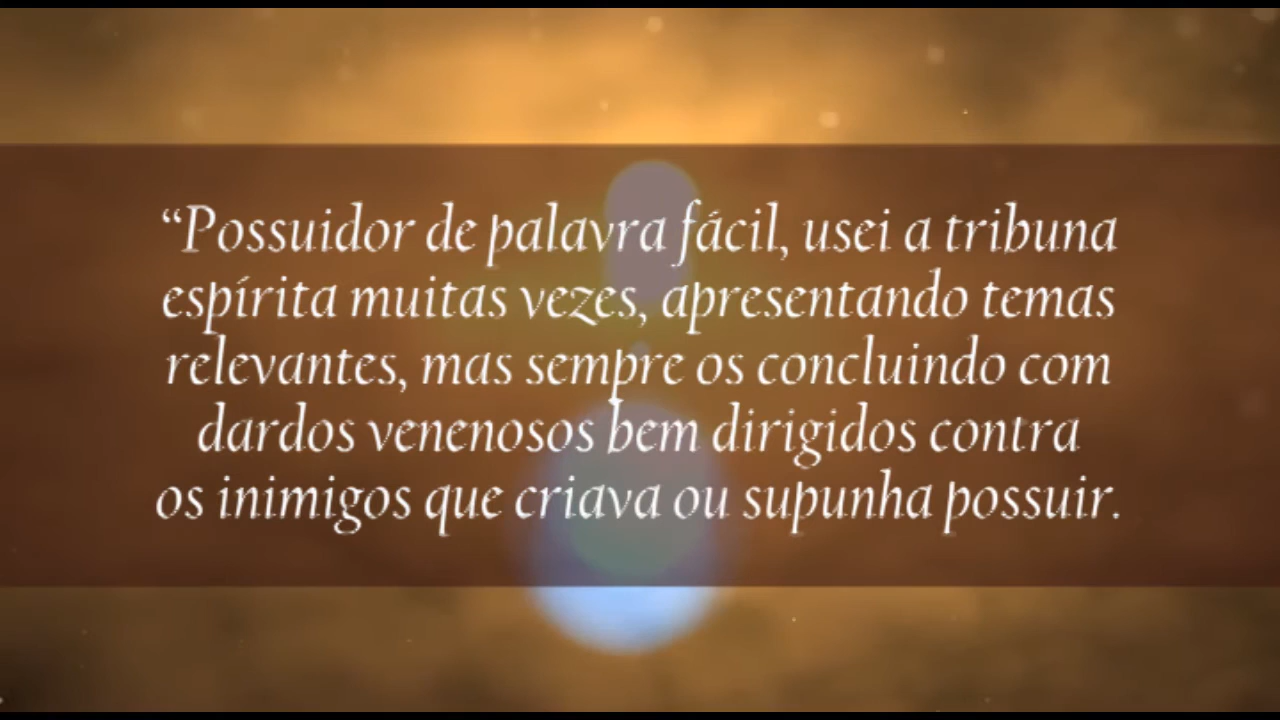 “Possuidor de palavra fácil, usei a tribuna
espírita muitas vezes, apresentando temas
relevantes, mas sempre os concluindo com
dardos venenosos bem dirigidos contra
os inimigos que criava ou supunha possuir.